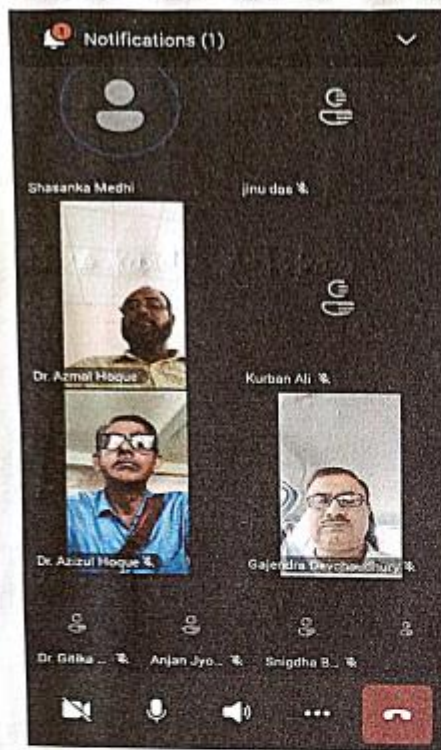 1
Notifications (1)
Shasanka Medhi jinu das
Dr. Azmal Hoque Kurban Ali
Dr. Azizul Hoque Gajendra Devchoudhury
Dr. Gitika ... Anjan Jyo... Snigdha B...